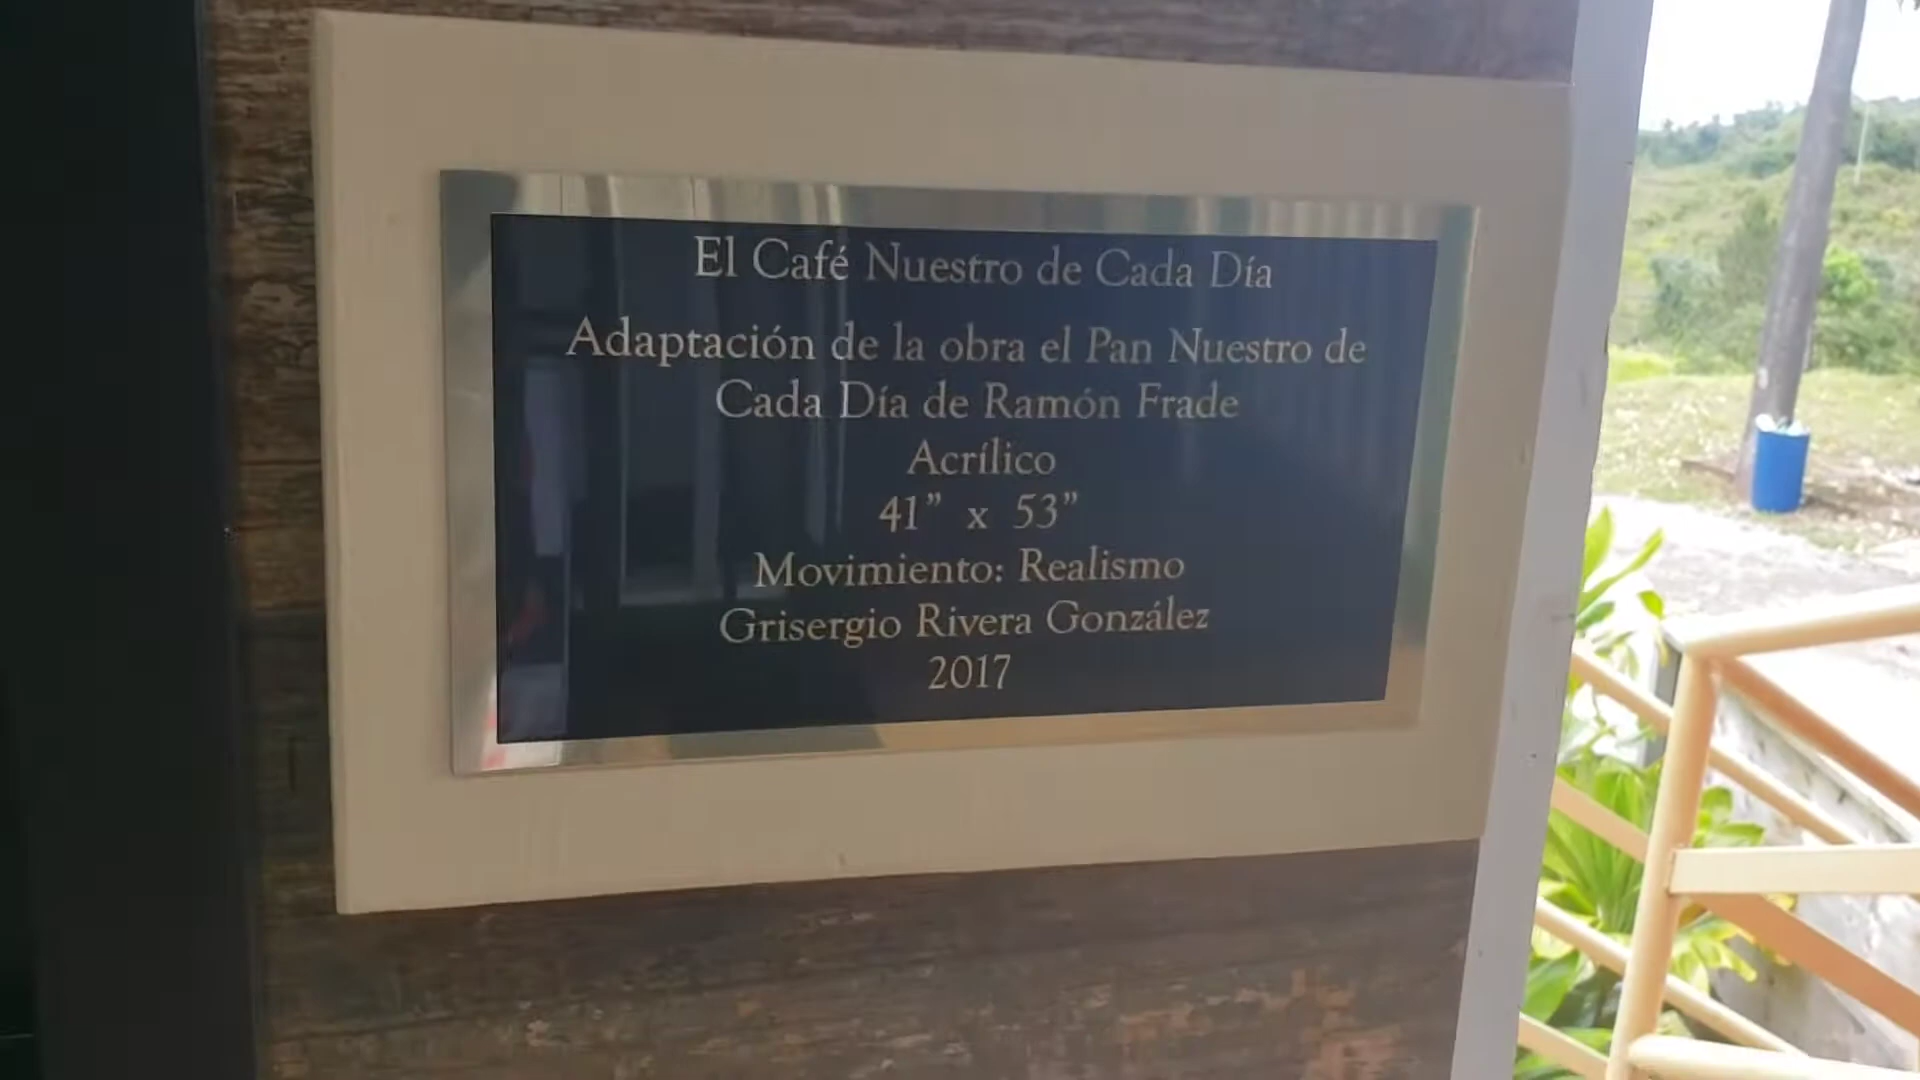 El Café Nuestro de Cada Día
Adaptación de la obra el Pan Nuestro de
Cada Día de Ramón Frade
Acrílico
41” x 53”
Movimiento: Realismo
Grisergio Rivera González
2017